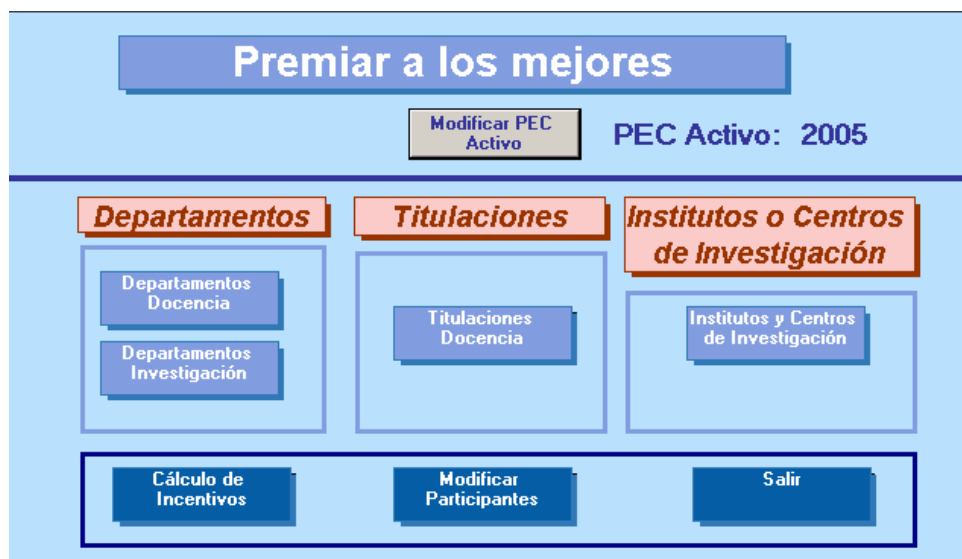 Premiar a los mejores
Modificar PEC
Activo
PEC Activo: 2005
Departamentos
Departamentos
Docencia
Departamentos
Investigación
Titulaciones
Titulaciones
Docencia
Institutos o Centros
de Investigación
Institutos y Centros
de Investigación
Cálculo de
Incentivos
Modificar
Participantes
Salir